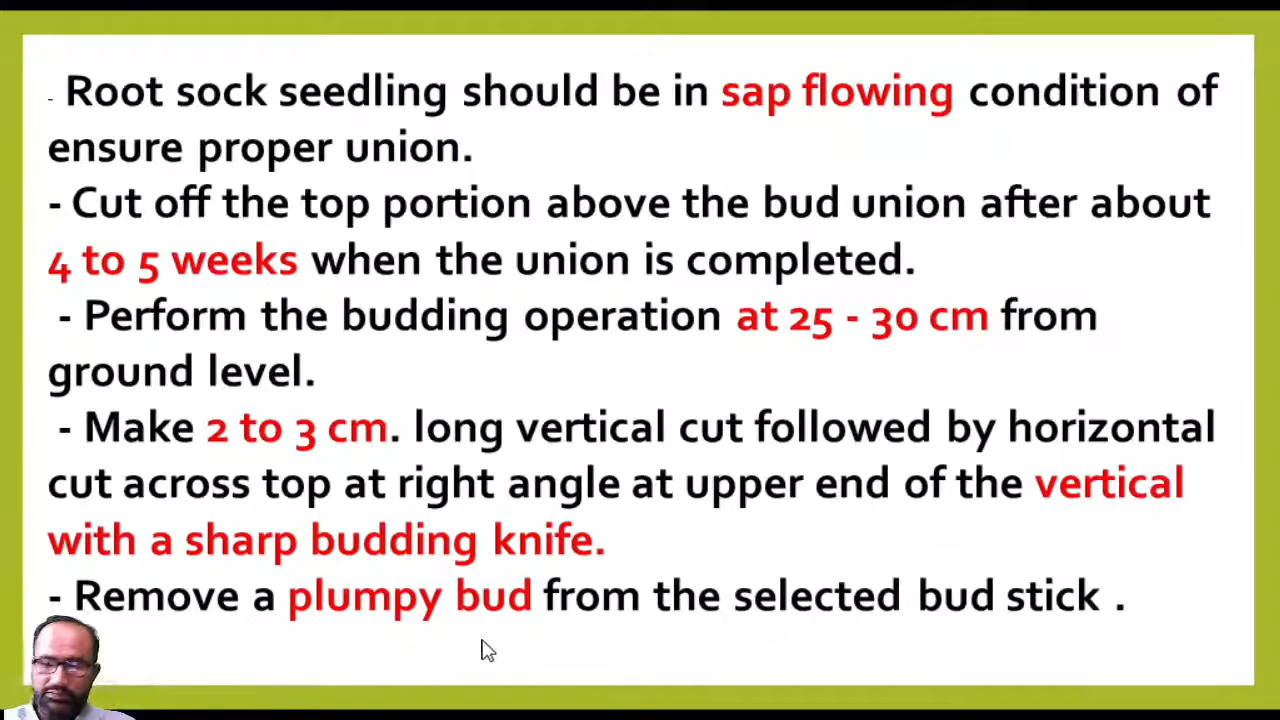 - Root sock seedling should be in sap flowing condition of
ensure proper union.
- Cut off the top portion above the bud union after about
4 to 5 weeks when the union is completed.
- Perform the budding operation at 25 - 30 cm from
ground level.
- Make 2 to 3 cm. long vertical cut followed by horizontal
cut across top at right angle at upper end of the vertical
with a sharp budding knife.
- Remove a plumpy bud from the selected bud stick .